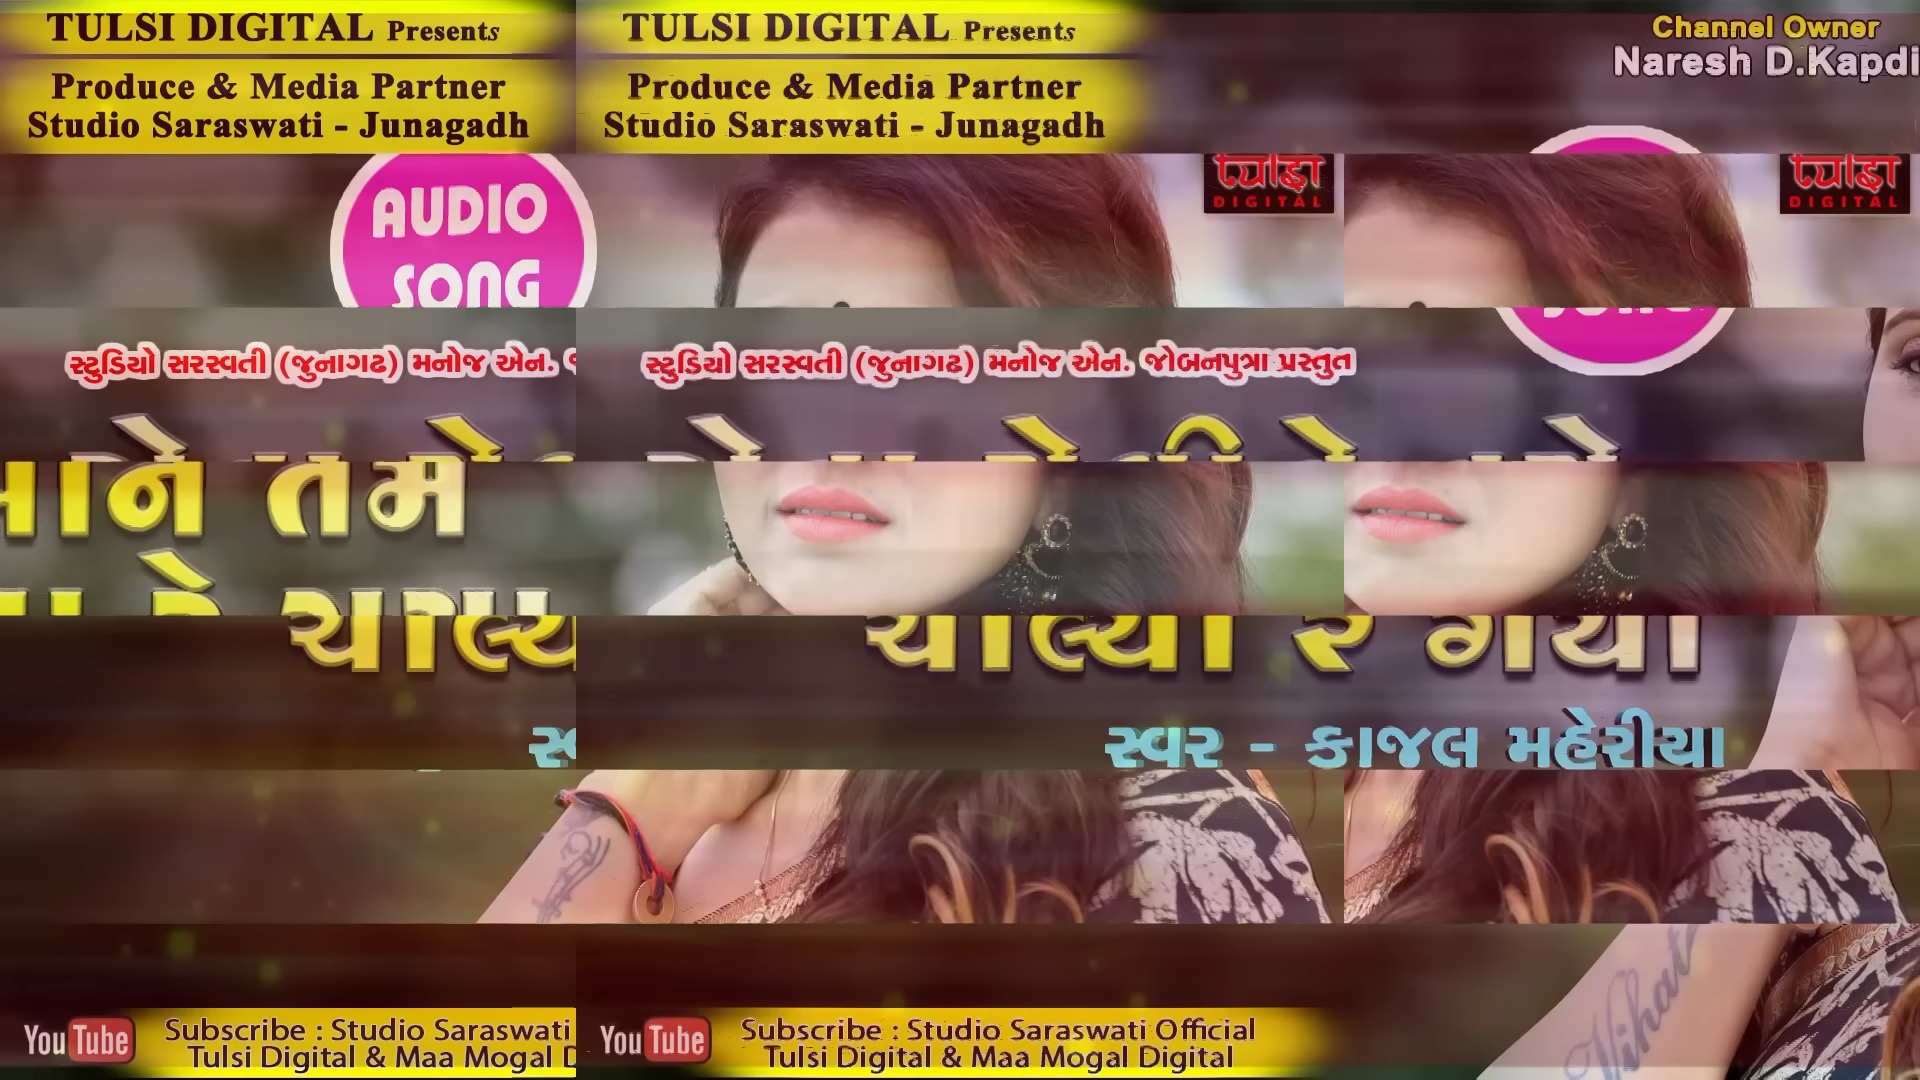 TULSI DIGITAL Presents
TULSI DIGITAL Presents
Channel Owner
Naresh D.Kapdi
Produce & Media Partner
Studio Saraswati - Junagadh
Produce & Media Partner
Studio Saraswati - Junagadh
AUDIO
SONG
DIGITAL
DIGITAL
સ્ટુડિયો સરસ્વતી (જુનાગઢ) મનોજ એન.
સ્ટુડિયો સરસ્વતી (જુનાગઢ) મનોજ એન. જોબનપુત્રા પ્રસ્તુત
તમે
ચાલ્યા રે ગયા
સ્વર - કાજલ મહેરીયા
Vihat
YouTube
Subscribe : Studio Saraswati
Tulsi Digital & Maa Mogal D
YouTube
Subscribe : Studio Saraswati Official
Tulsi Digital & Maa Mogal Digital